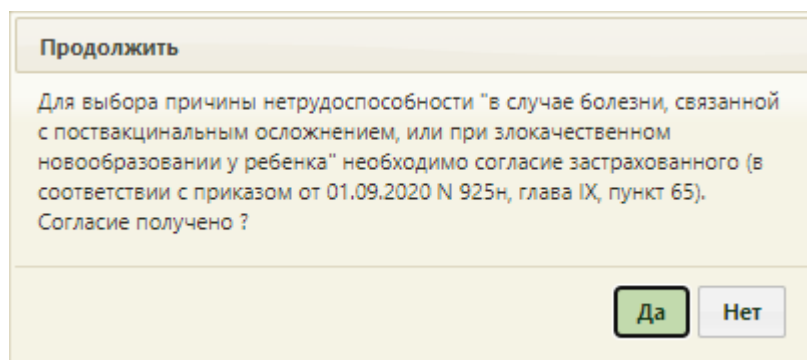 Продолжить
Для выбора причины нетрудоспособности "в случае болезни, связанной
с поствакцинальным осложнением, или при злокачественном
новообразовании у ребенка" необходимо согласие застрахованного (в
соответствии с приказом от 01.09.2020 N 925н, глава IX, пункт 65).
Согласие получено ?
Да Нет